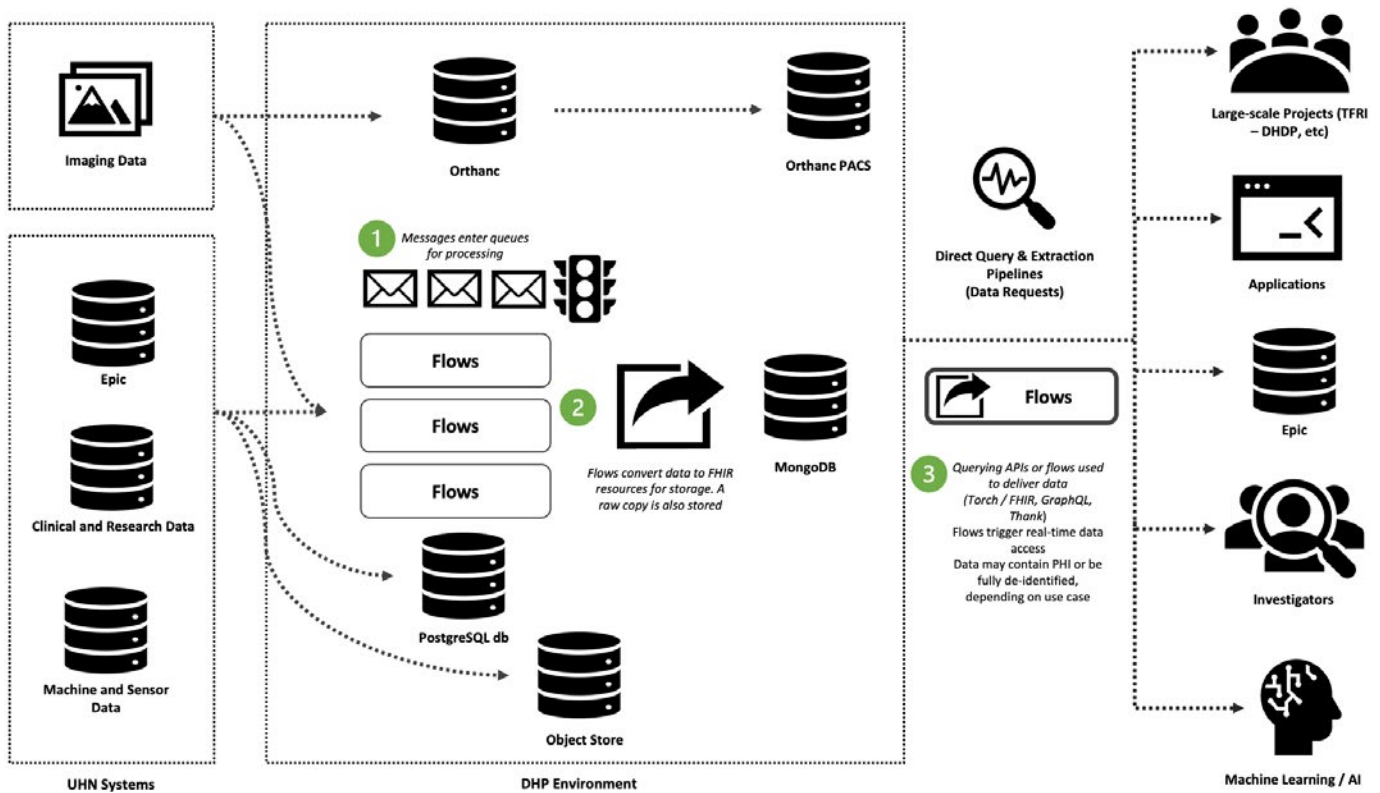 Imaging Data
Epic
Clinical and Research Data
Machine and Sensor
Data
UHN Systems
Orthanc
Orthanc PACS
1
Messages enter queues
for processing
Flows
Flows
Flows
2
Flows convert data to FHIR
resources for storage. A
raw copy is also stored
MongoDB
PostgreSQL db
Object Store
DHP Environment
Direct Query & Extraction
Pipelines
(Data Requests)
Flows
3
Querying APIs or flows used
to deliver data
(Torch / FHIR, GraphQL,
Thank)
Flows trigger real-time data
access
Data may contain PHI or be
fully de-identified,
depending on use case
Large-scale Projects (TFRI
– DHDP, etc)
Applications
Epic
Investigators
Machine Learning / AI